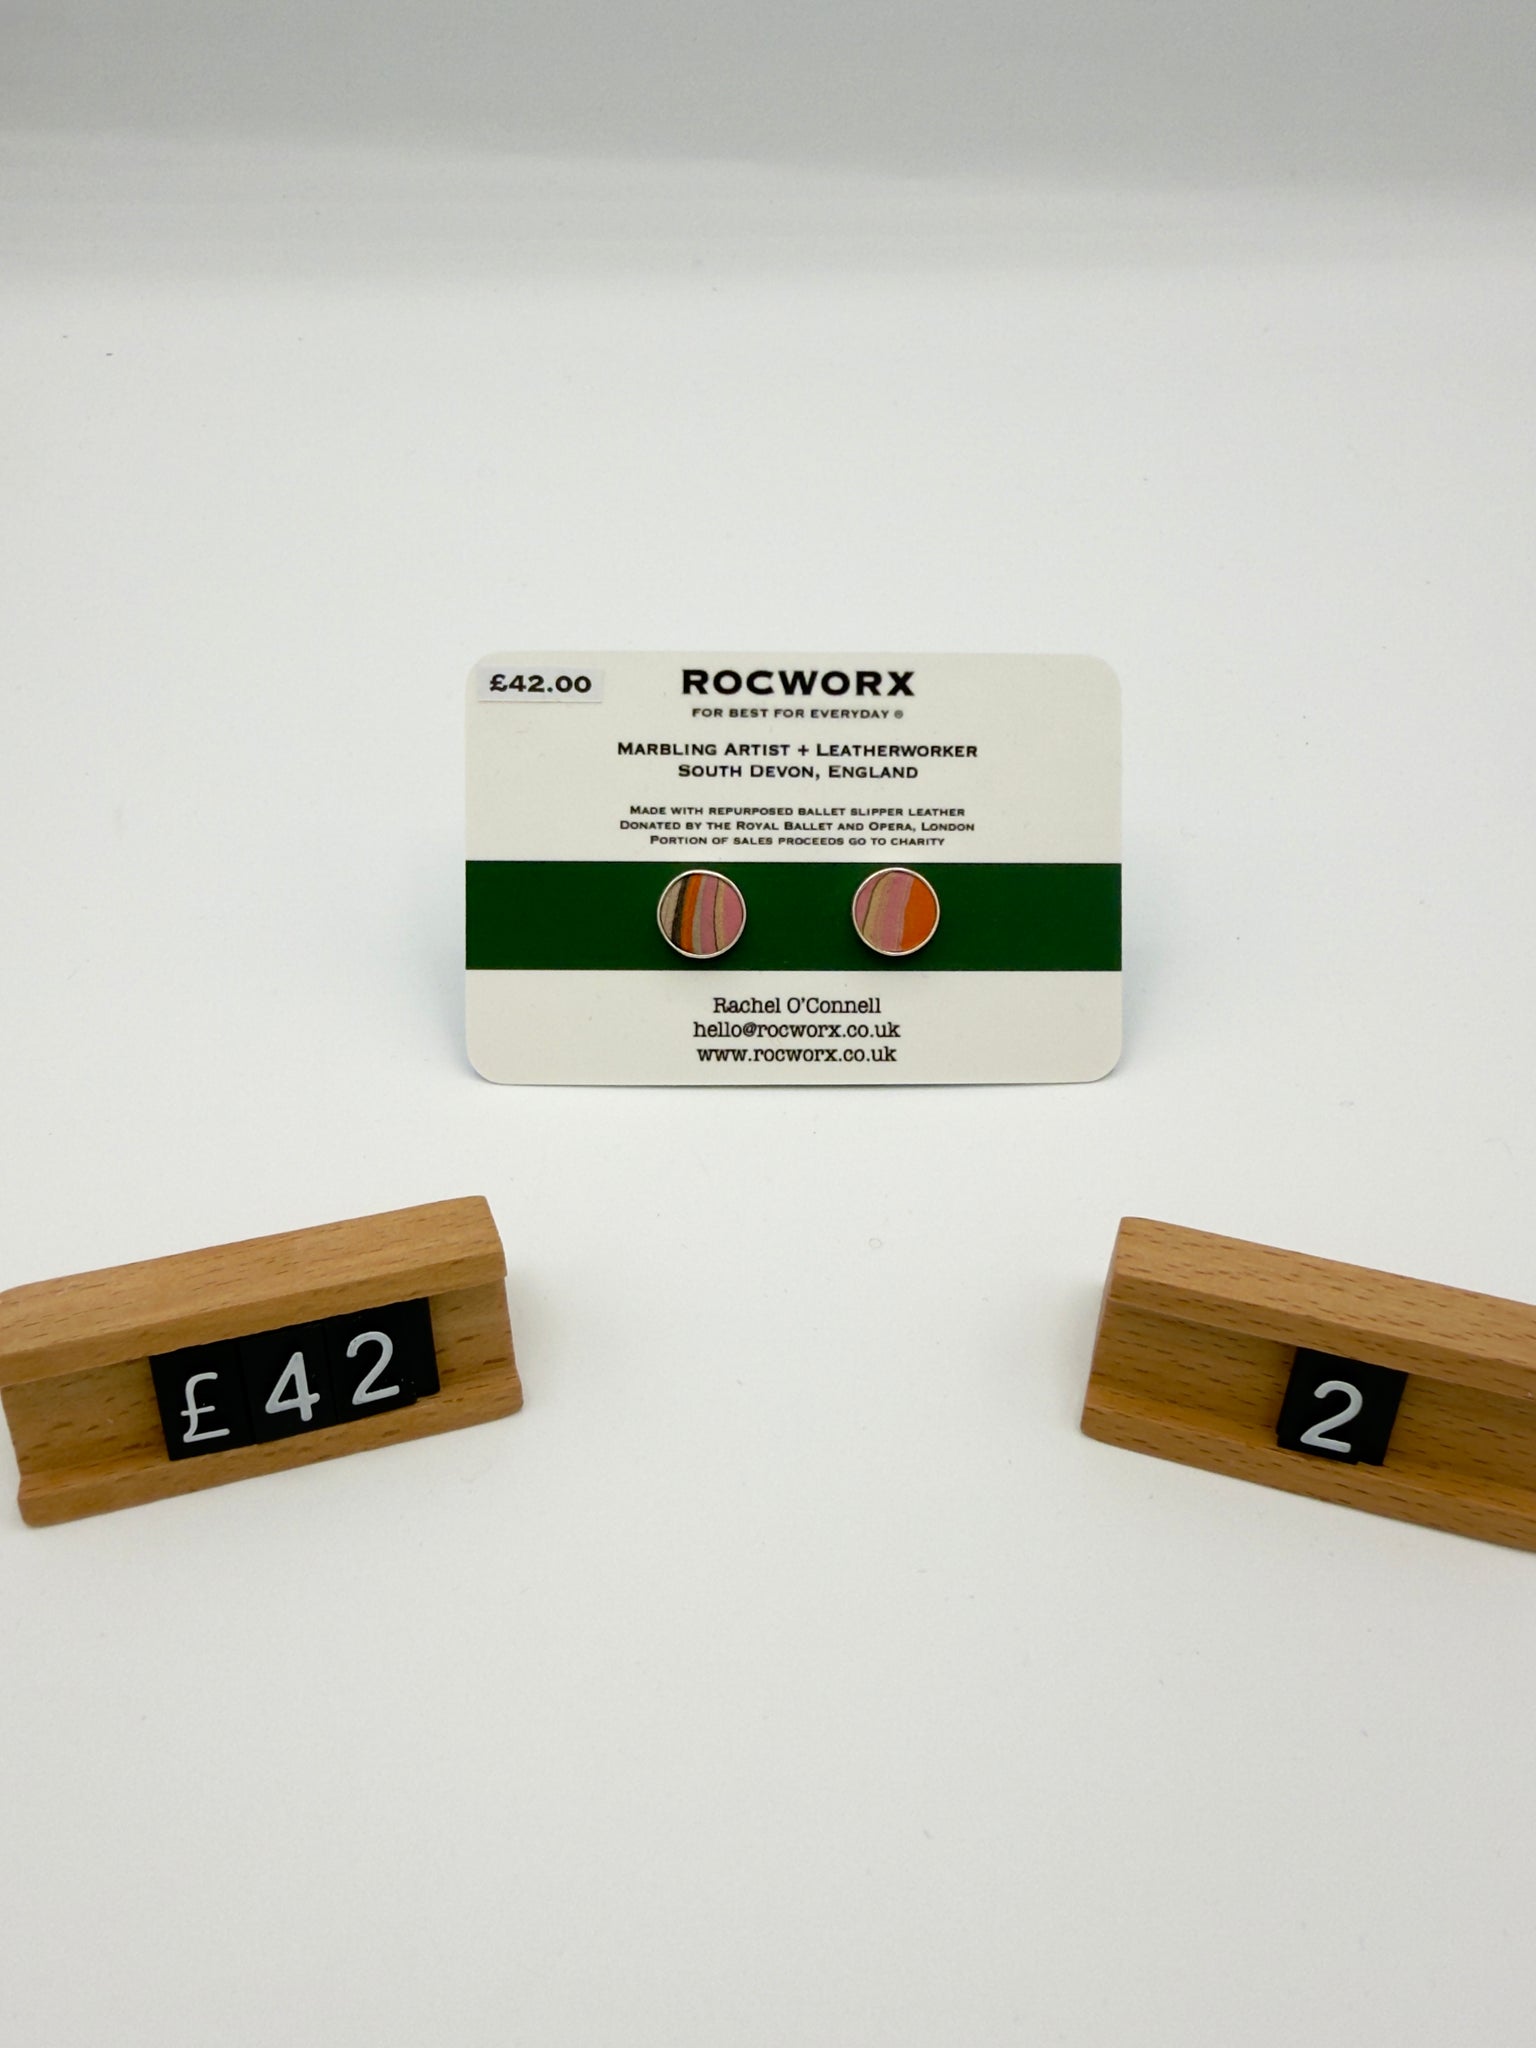 £42.00
ROCWORX
FOR BEST FOR EVERYDAY ®
MARBLING ARTIST + LEATHERWORKER
SOUTH DEVON, ENGLAND
MADE WITH REPURPOSED BALLET SLIPPER LEATHER
DONATED BY THE ROYAL BALLET AND OPERA, LONDON
PORTION OF SALES PROCEEDS GO TO CHARITY
Rachel O'Connell
hello@rocworx.co.uk
www.rocworx.co.uk
£42
2